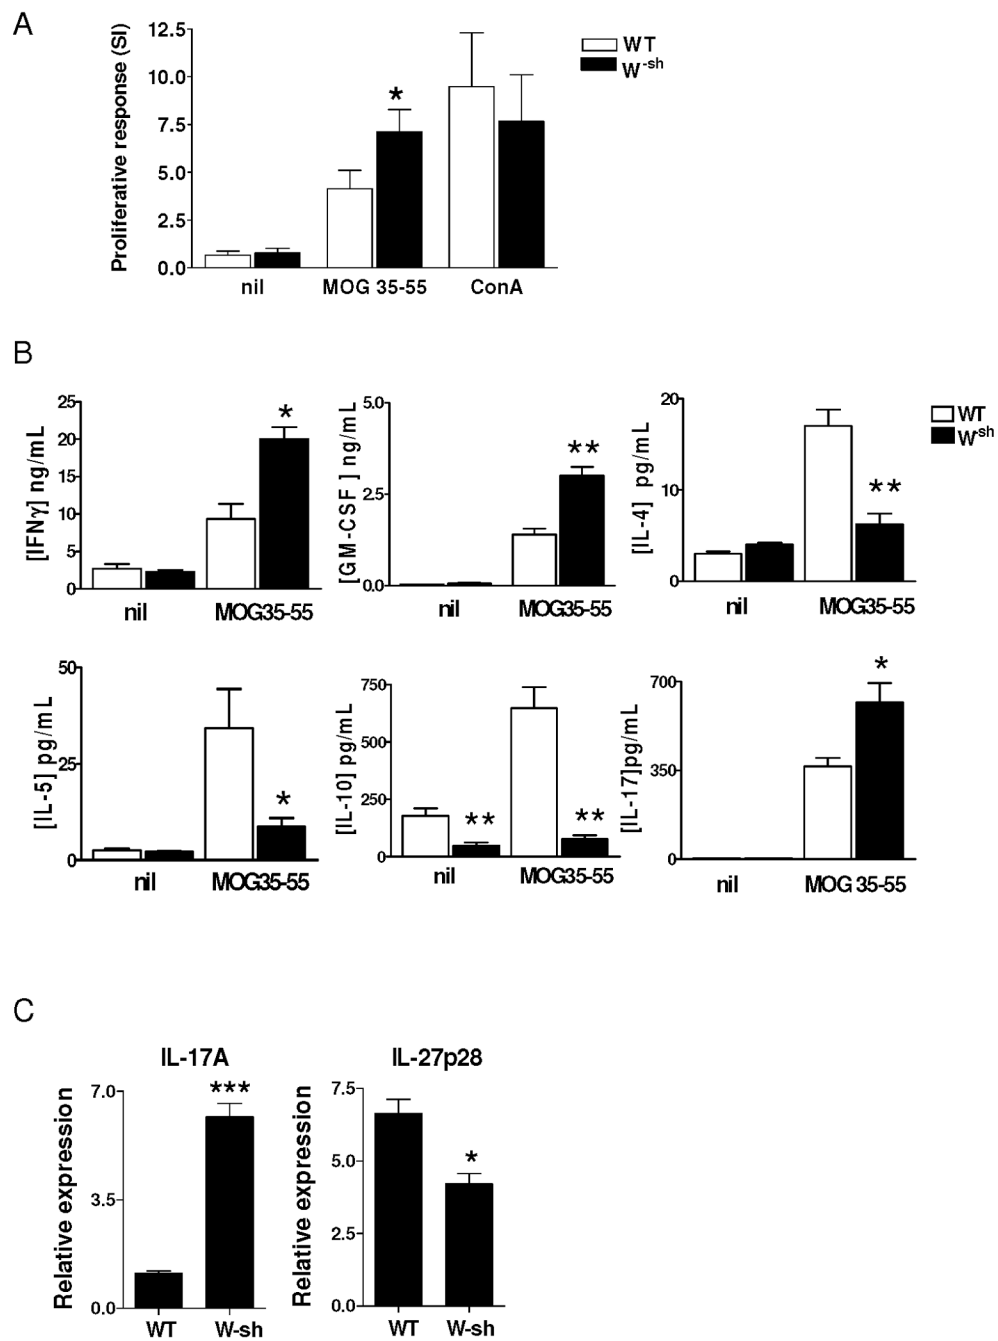 A
Proliferative response (SI)
12.5
10.0
7.5
5.0
2.5
0.0
*
nil
MOG 35-55
ConA
WT
W-sh
B
[IFNγ] ng/mL
25
20
15
10
5
0
*
nil
MOG35-55
[GM-CSF ] ng/mL
5.0
2.5
0.0
**
nil
MOG35-55
[IL-4] pg/mL
20
10
0
**
nil
MOG35-55
WT
W-sh
[IL-5] pg/mL
50
25
0
*
nil
MOG35-55
[IL-10] pg/mL
750
500
250
0
**
**
nil
MOG35-55
[IL-17]pg/mL
700
350
0
*
nil
MOG 35-55
C
IL-17A
Relative expression
7.0
3.5
0.0
***
WT
W-sh
IL-27p28
Relative expression
7.5
5.0
2.5
0.0
*
WT
W-sh